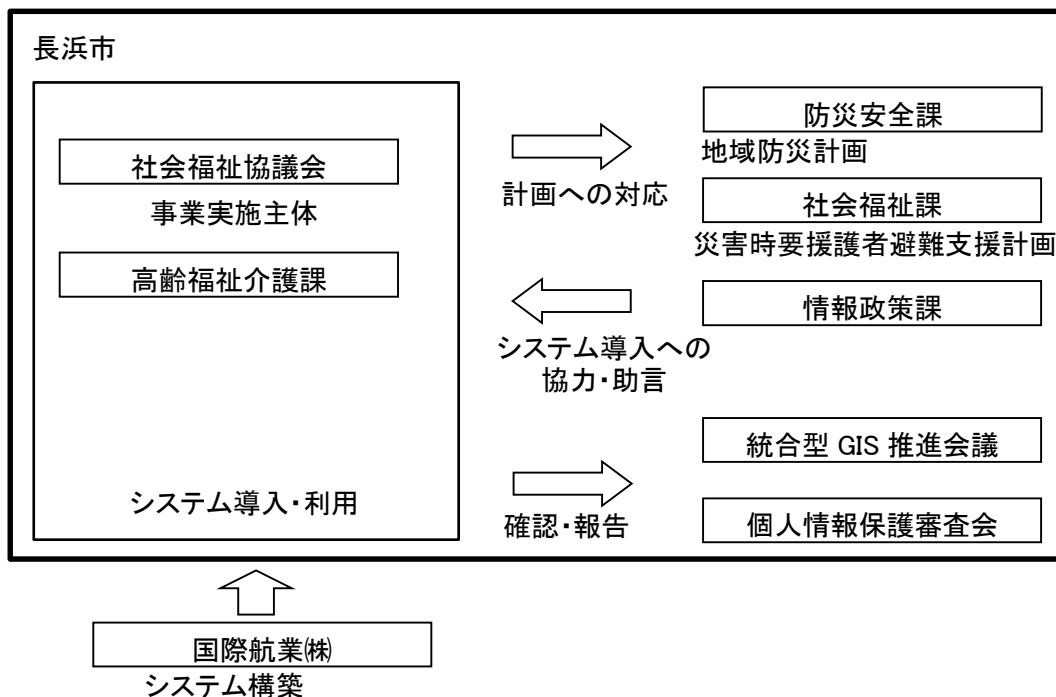 長浜市
社会福祉協議会
事業実施主体
高齢福祉介護課
システム導入・利用
計画への対応
システム導入への
協力・助言
確認・報告
防災安全課
地域防災計画
社会福祉課
災害時要援護者避難支援計画
情報政策課
統合型 GIS 推進会議
個人情報保護審査会
国際航業㈱
システム構築